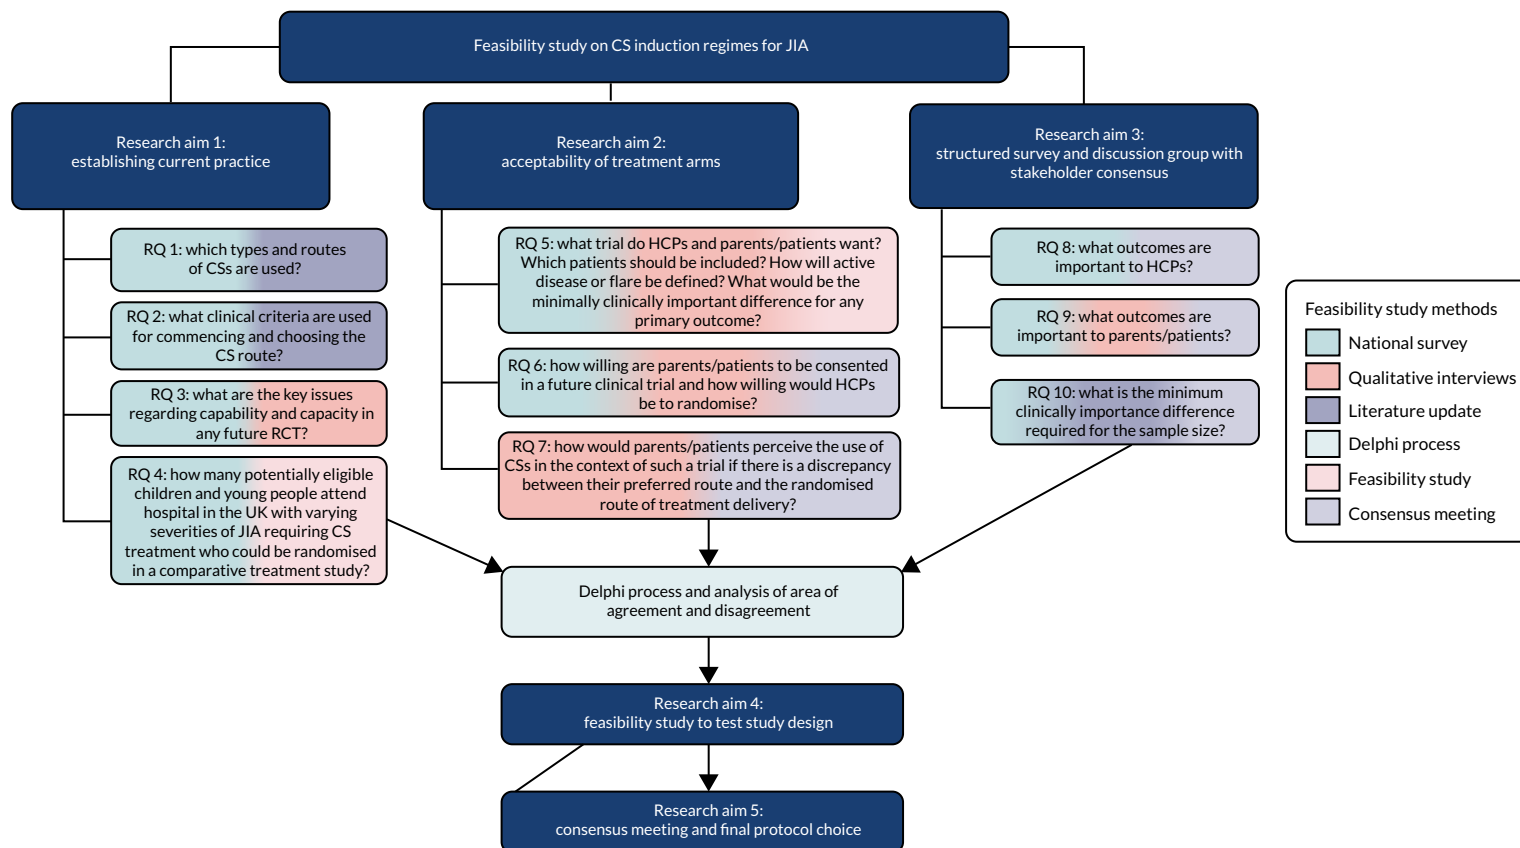 Feasibility study on CS induction regimes for JIA
Research aim 1:
establishing current practice
RQ 1: which types and routes
of CSs are used?
RQ 2: what clinical criteria are used
for commencing and choosing the
CS route?
RQ 3: what are the key issues
regarding capability and capacity in
any future RCT?
RQ 4: how many potentially eligible
children and young people attend
hospital in the UK with varying
severities of JIA requiring CS
treatment who could be randomised
in a comparative treatment study?
Research aim 2:
acceptability of treatment arms
RQ 5: what trial do HCPs and parents/patients want?
Which patients should be included? How will active
disease or flare be defined? What would be the
minimally clinically important difference for any
primary outcome?
RQ 6: how willing are parents/patients to be consented
in a future clinical trial and how willing would HCPs
be to randomise?
RQ 7: how would parents/patients perceive the use of
CSs in the context of such a trial if there is a discrepancy
between their preferred route and the randomised
route of treatment delivery?
Research aim 3:
structured survey and discussion group with
stakeholder consensus
RQ 8: what outcomes are
important to HCPs?
RQ 9: what outcomes are
important to parents/patients?
RQ 10: what is the minimum
clinically importance difference
required for the sample size?
Feasibility study methods
National survey
Qualitative interviews
Literature update
Delphi process
Feasibility study
Consensus meeting
Delphi process and analysis of area of
agreement and disagreement
Research aim 4:
feasibility study to test study design
Research aim 5:
consensus meeting and final protocol choice